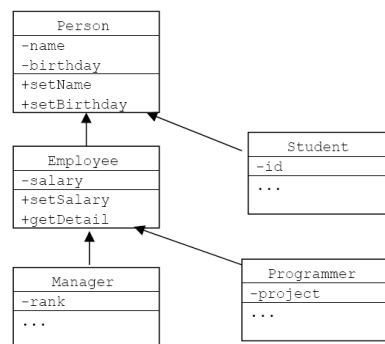 Person
-name
-birthday
+setName
+setBirthday
Employee
-salary
+setSalary
+getDetail
Student
-id
...
Manager
-rank
...
Programmer
-project
...